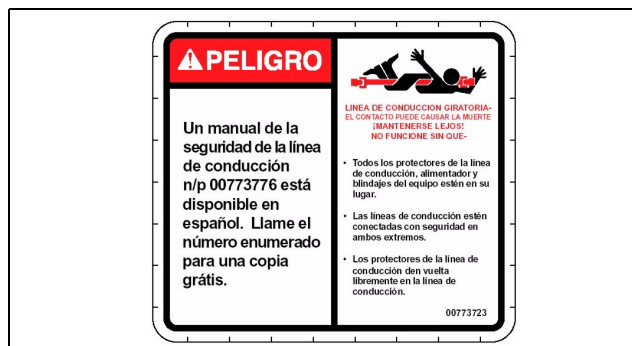 PELIGRO
Un manual de la
seguridad de la línea
de conducción
n/p 00773776 está
disponible en
español. Llame el
número enumerado
para una copia
grátis.
LINEA DE CONDUCCION GIRATORIA-
EL CONTACTO PUEDE CAUSAR LA MUERTE
¡MANTENERSE LEJOS!
NO FUNCIONE SIN QUE-
• Todos los protectores de la línea
de conducción, alimentador y
blindajes del equipo estén en su
lugar.
• Las líneas de conducción estén
conectadas con seguridad en
ambos extremos.
• Los protectores de la línea de
conducción den vuelta
libremente en la línea de
conducción.
00773723